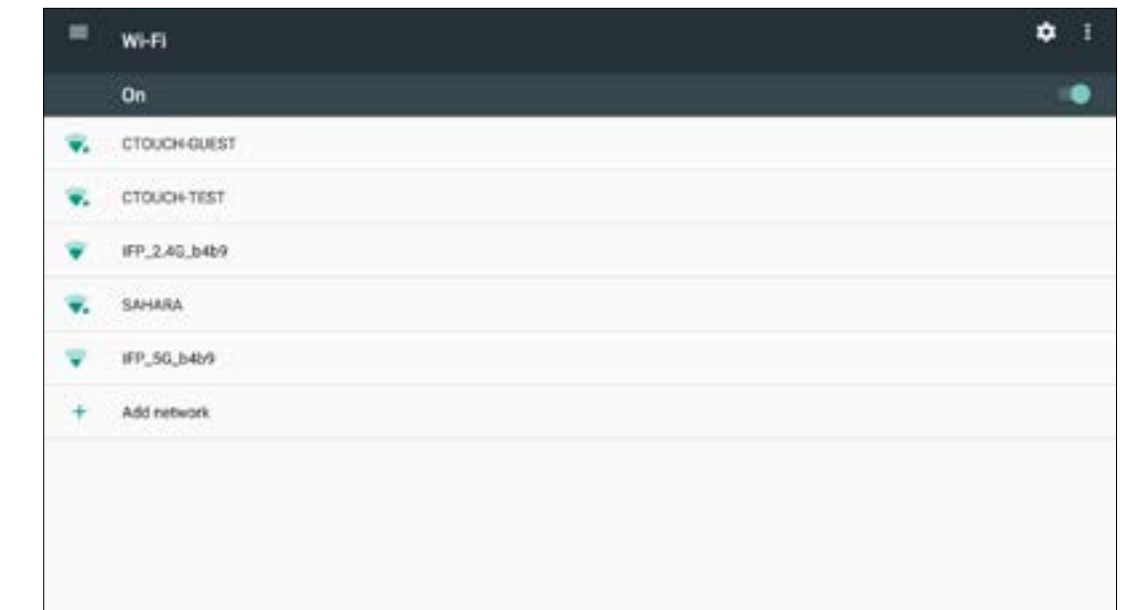 Wi-Fi
On
CTOUCH-GUEST
CTOUCH-TEST
IFP_2.4G_b4b9
SAHARA
IFP_5G_b4b9
Add network